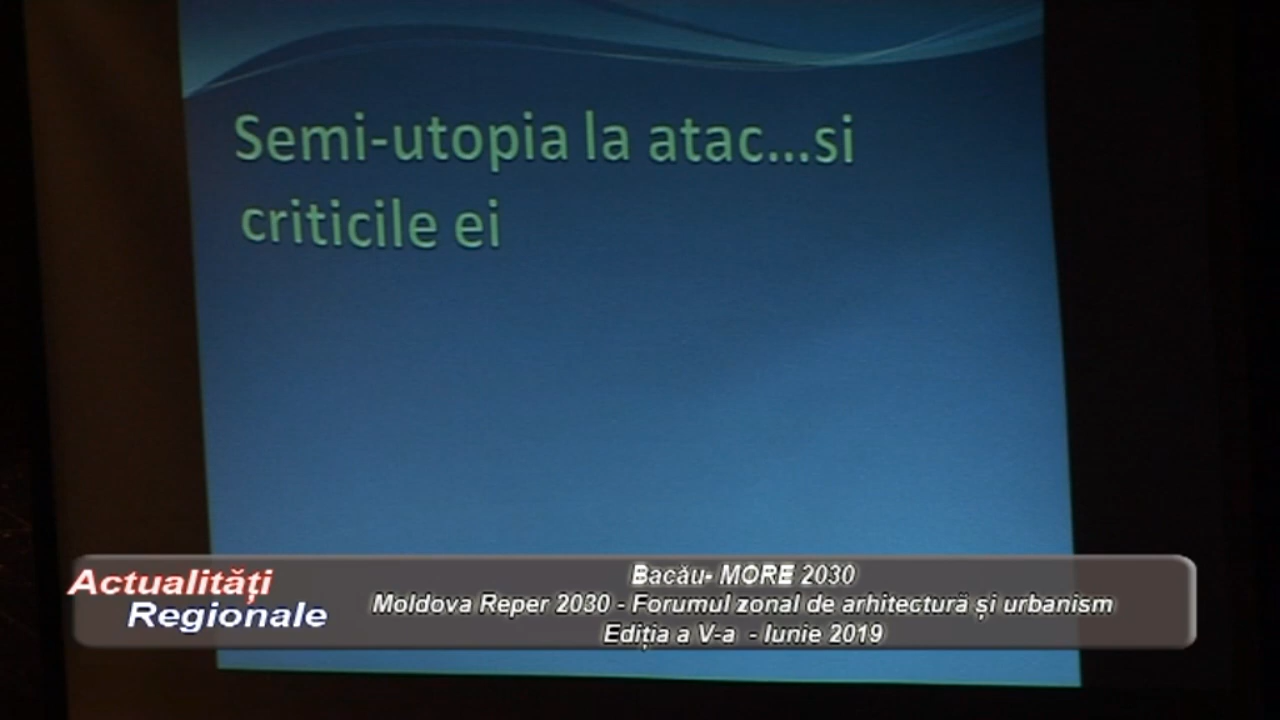 Semi-utopia la atac...si
criticile ei
Actualități
Regionale
Bacău- MORE 2030
Moldova Reper 2030 - Forumul zonal de arhitectură și urbanism
Ediția a V-a - Iunie 2019